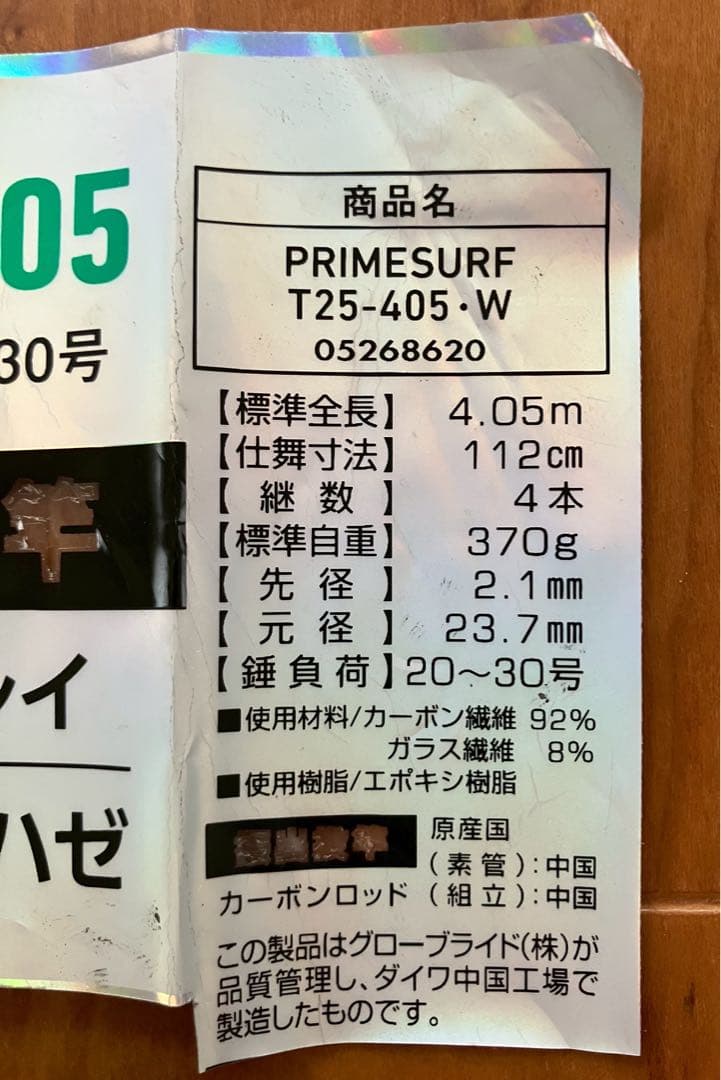 05
30号
竿
レイ
ハゼ
商品名
PRIMESURF
T25-405・W
05268620
【標準全長】 4.05m
【仕舞寸法】 112cm
【継数】 4本
【標準自重】 370g
【先径】 2.1mm
【元径】 23.7mm
【錘負荷】 20〜30号
■使用材料/カーボン繊維 92%
ガラス繊維 8%
■使用樹脂/エポキシ樹脂
原産国
(素管):中国
カーボンロッド (組立):中国
この製品はグローブライド(株)が
品質管理し、ダイワ中国工場で
製造したものです。